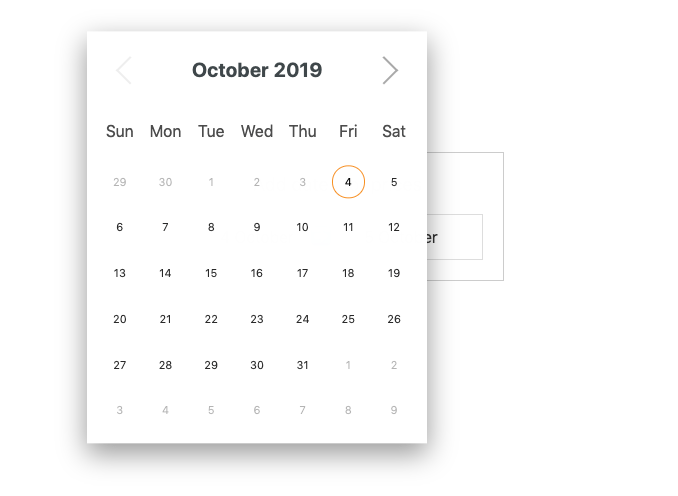 October 2019
Sun Mon Tue Wed Thu Fri Sat
29 30 1 2 3 4 5
6 7 8 9 10 11 12
er
13 14 15 16 17 18 19
20 21 22 23 24 25 26
27 28 29 30 31 1 2
3 4 5 6 7 8 9